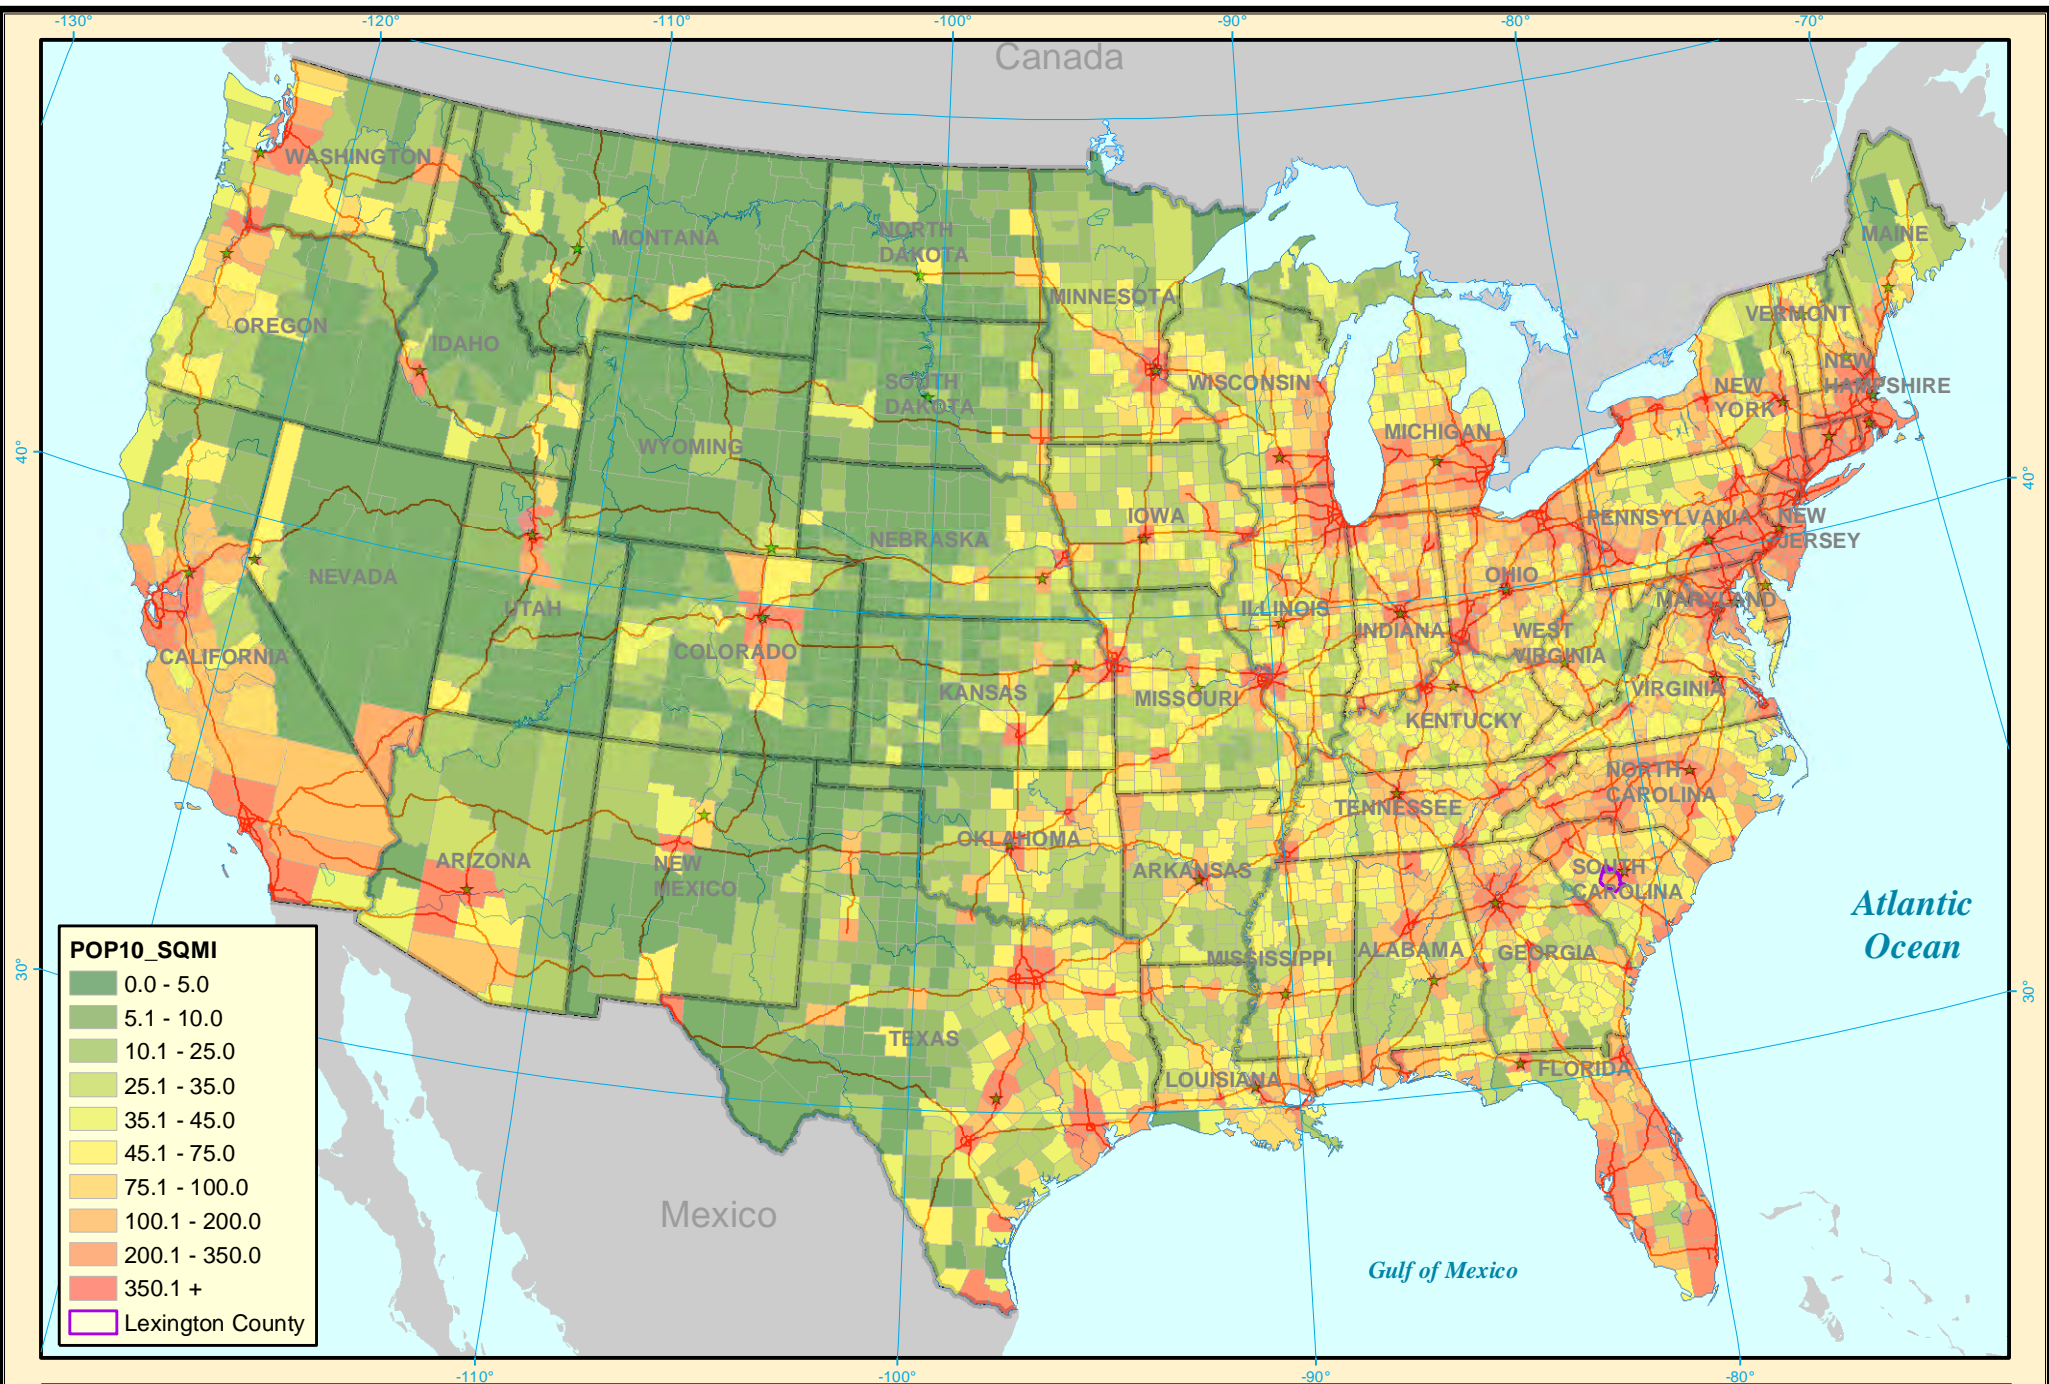 -130°
-120°
-110°
-100°
-90°
-80°
-70°
Canada
WASHINGTON
MONTANA
NORTH
DAKOTA
MINNESOTA
MAINE
OREGON
IDAHO
VERMONT
SOUTH
DAKOTA
WISCONSIN
NEW
HAMPSHIRE
NEW
YORK
WYOMING
MICHIGAN
40°
40°
IOWA
PENNSYLVANIA
NEW
JERSEY
NEBRASKA
NEVADA
UTAH
OHIO
ILLINOIS
INDIANA
MARYLAND
WEST
VIRGINIA
CALIFORNIA
COLORADO
KANSAS
MISSOURI
VIRGINIA
KENTUCKY
NORTH
CAROLINA
TENNESSEE
OKLAHOMA
ARIZONA
NEW
MEXICO
ARKANSAS
SOUTH
CAROLINA
Atlantic
Ocean
MISSISSIPPI
ALABAMA
GEORGIA
30°
30°
TEXAS
LOUISIANA
FLORIDA
POP10_SQMI
0.0 - 5.0
5.1 - 10.0
10.1 - 25.0
25.1 - 35.0
35.1 - 45.0
45.1 - 75.0
75.1 - 100.0
100.1 - 200.0
200.1 - 350.0
350.1 +
Lexington County
Mexico
Gulf of Mexico
-110°
-100°
-90°
-80°